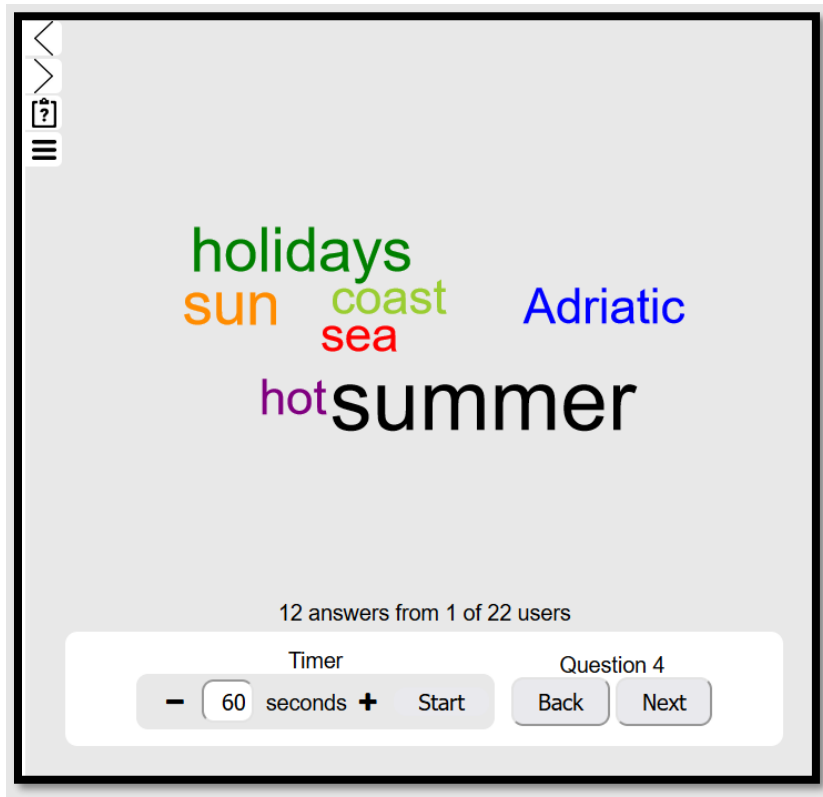 holidays
sun coast Adriatic
sea
hot summer
12 answers from 1 of 22 users
Timer Question 4
60 seconds Start Back Next